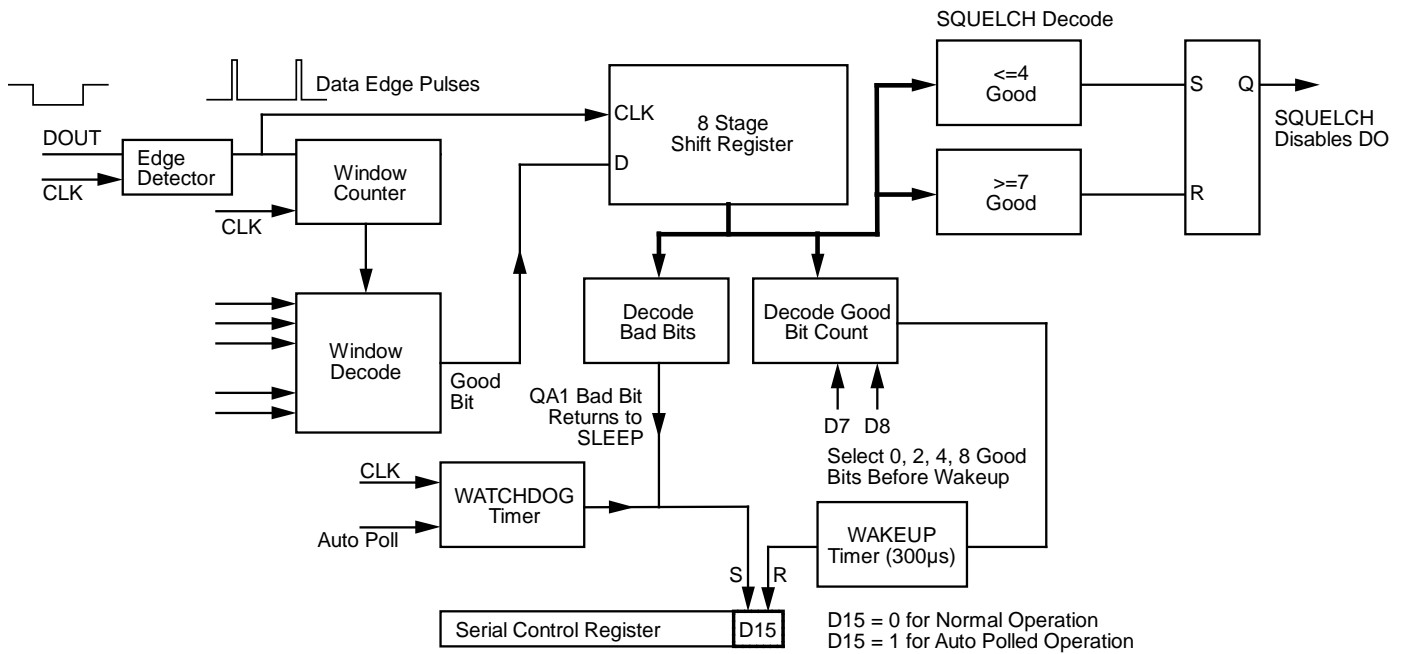 SQUELCH Decode
Data Edge Pulses
DOUT
CLK
Edge
Detector
Window
Counter
CLK
CLK
D
8 Stage
Shift Register
<=4
Good
>=7
Good
S
Q
R
SQUELCH
Disables DO
Window
Decode
Good
Bit
Decode
Bad Bits
Decode Good
Bit Count
QA1 Bad Bit
Returns to
SLEEP
D7
D8
Select 0, 2, 4, 8 Good
Bits Before Wakeup
CLK
Auto Poll
WATCHDOG
Timer
WAKEUP
Timer (300µs)
S
R
Serial Control Register
D15
D15 = 0 for Normal Operation
D15 = 1 for Auto Polled Operation